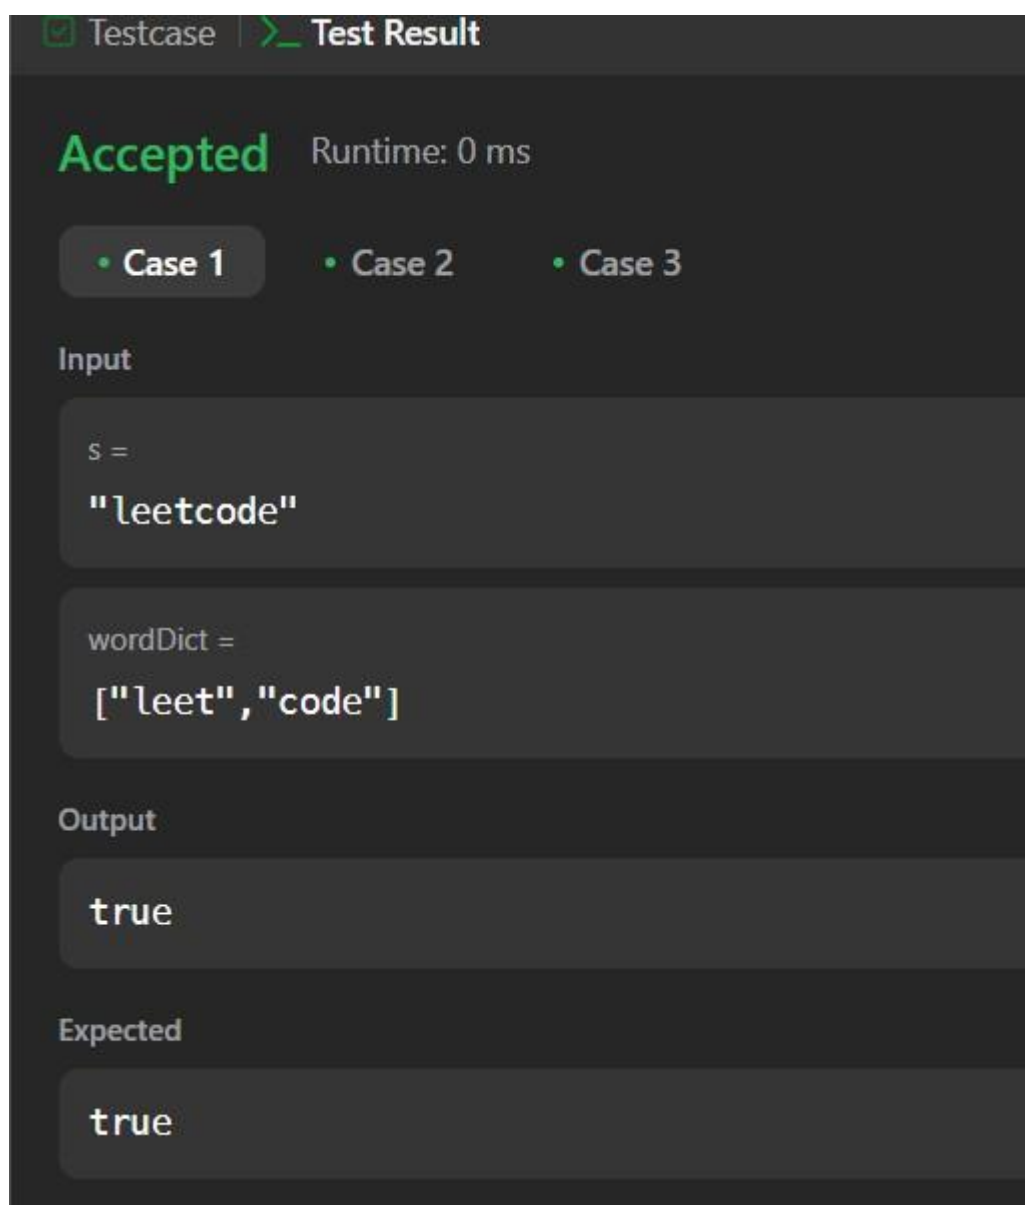 Testcase | >_ Test Result
Accepted Runtime: 0 ms
• Case 1 • Case 2 • Case 3
Input
s =
"leetcode"
wordDict =
["leet","code"]
Output
true
Expected
true